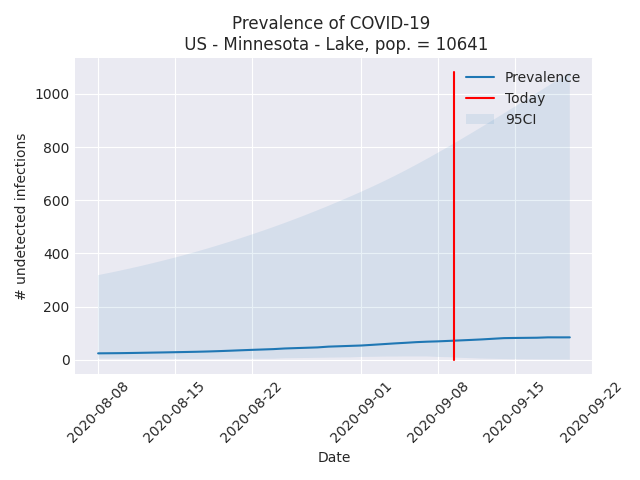 Prevalence of COVID-19
US - Minnesota - Lake, pop. = 10641
Prevalence
Today
95CI
# undetected infections
1000
800
600
400
200
0
2020-08-08
2020-08-15
2020-08-22
2020-09-01
2020-09-08
2020-09-15
2020-09-22
Date